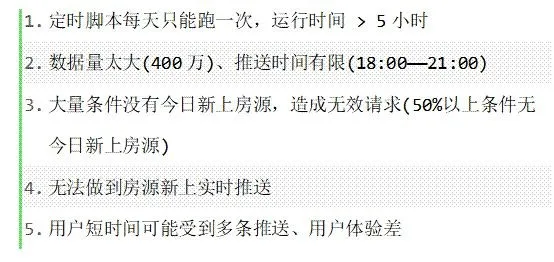 1. 定时脚本每天只能跑一次，运行时间 > 5 小时
2. 数据量太大(400 万)、推送时间有限(18:00——21:00)
3. 大量条件没有今日新上房源，造成无效请求(50%以上条件无
今日新上房源)
4. 无法做到房源新上实时推送
5. 用户短时间可能受到多条推送、用户体验差